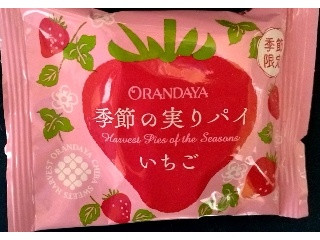 季節
限定
ORANDAYA
季節の実りパイ
Harvest Pies of the Seasons
いちご